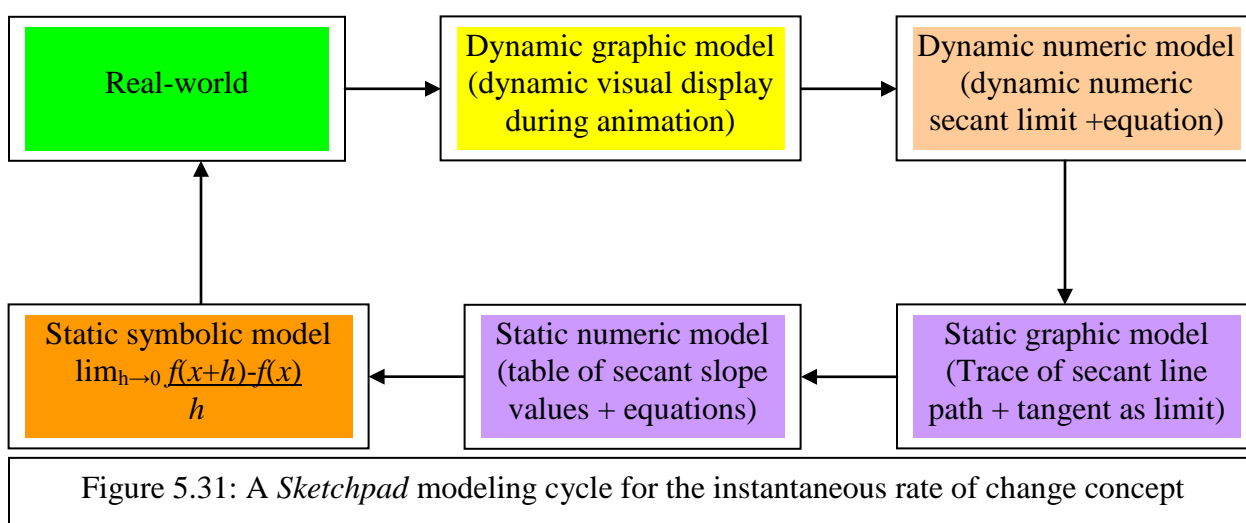 Real-world
Dynamic graphic model
(dynamic visual display
during animation)
Dynamic numeric model
(dynamic numeric
secant limit +equation)
Static symbolic model
limh→0 f(x+h)-f(x)
h
Static numeric model
(table of secant slope
values + equations)
Static graphic model
(Trace of secant line
path + tangent as limit)
Figure 5.31: A Sketchpad modeling cycle for the instantaneous rate of change concept